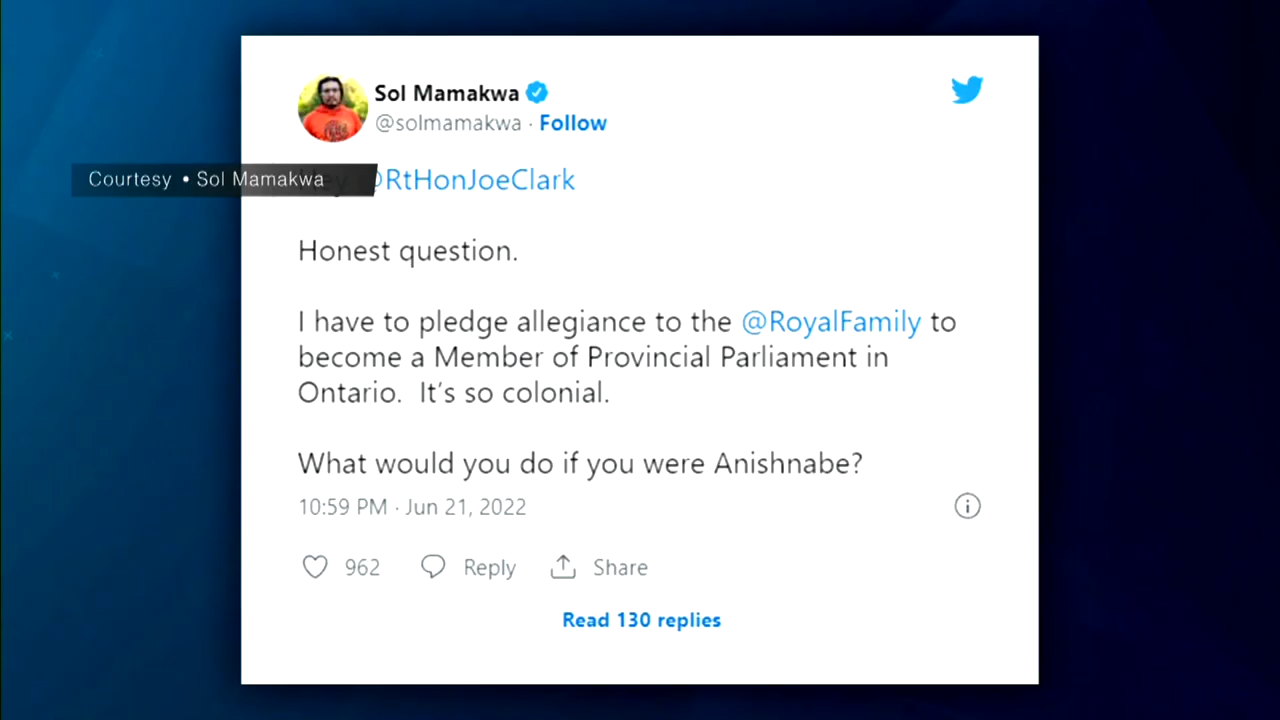 Sol Mamakwa
@solmamakwa · Follow
Courtesy • Sol Mamakwa
Hey @RtHonJoeClark
Honest question.
I have to pledge allegiance to the @RoyalFamily to
become a Member of Provincial Parliament in
Ontario. It's so colonial.
What would you do if you were Anishnabe?
10:59 PM · Jun 21, 2022
962 Reply Share
Read 130 replies